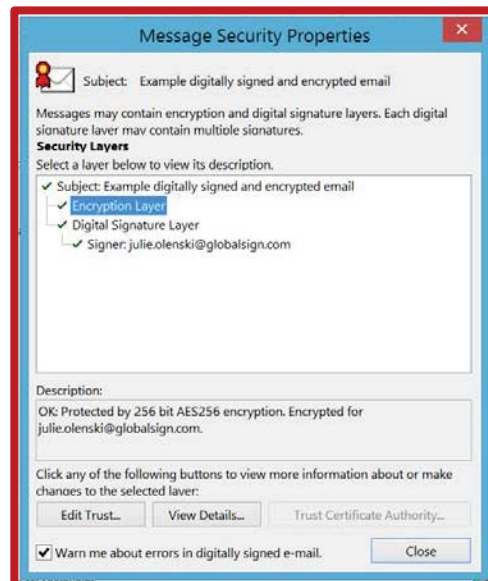 Message Security Properties
Subject: Example digitally signed and encrypted email
Messages may contain encryption and digital signature layers. Each digital
signature layer may contain multiple signatures.
Security Layers
Select a layer below to view its description.
Subject: Example digitally signed and encrypted email
Encryption Layer
Digital Signature Layer
Signer: julie.olenski@globalsign.com
Description:
OK: Protected by 256 bit AES256 encryption. Encrypted for
julie.olenski@globalsign.com.
Click any of the following buttons to view more information about or make
changes to the selected layer:
Edit Trust... View Details... Trust Certificate Authority...
Warn me about errors in digitally signed e-mail. Close